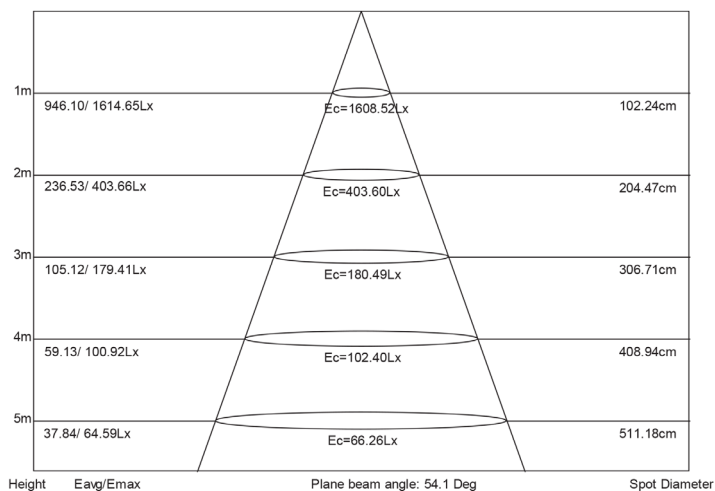 1m
946.10/ 1614.65Lx
Ec=1608.52Lx
102.24cm
2m
236.53/ 403.66Lx
Ec=403.60Lx
204.47cm
3m
105.12/ 179.41Lx
Ec=180.49Lx
306.71cm
4m
59.13/ 100.92Lx
Ec=102.40Lx
408.94cm
5m
37.84/ 64.59Lx
Ec=66.26Lx
511.18cm
Height Eavg/Emax Plane beam angle: 54.1 Deg Spot Diameter